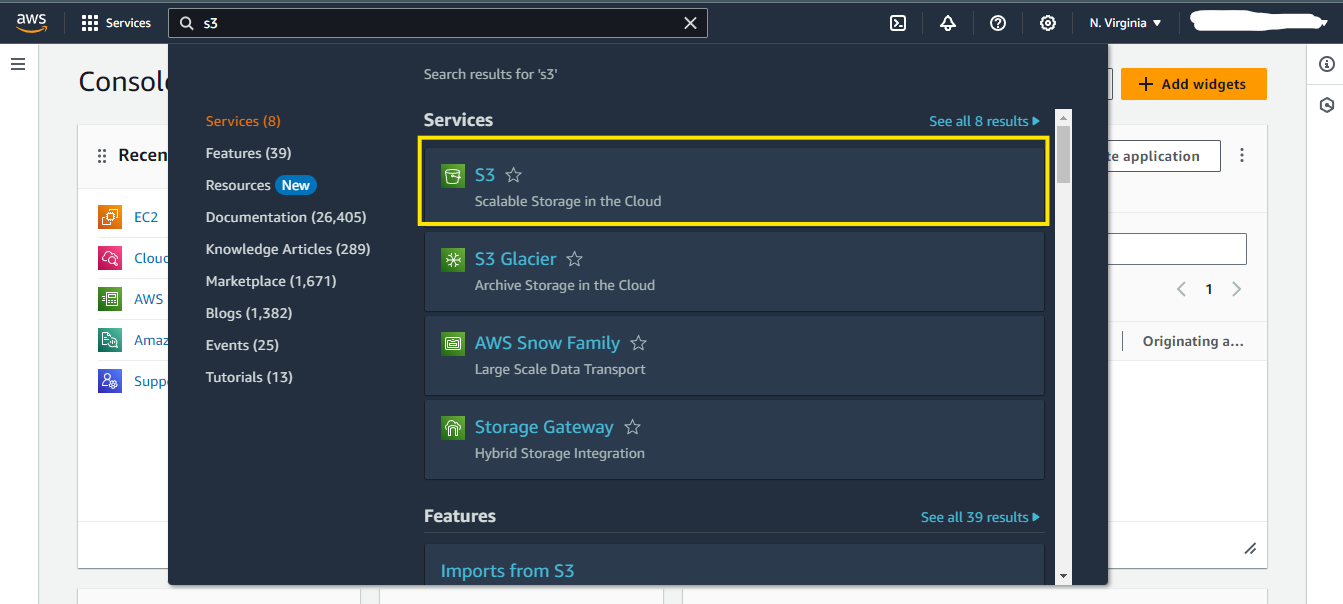 aws
Services
s3
N. Virginia
Consol
Add widgets
Search results for 's3'
Services (8)
Features (39)
Resources New
Documentation (26,405)
Knowledge Articles (289)
Marketplace (1,671)
Blogs (1,382)
Events (25)
Tutorials (13)
Services
See all 8 results
S3
Scalable Storage in the Cloud
S3 Glacier
Archive Storage in the Cloud
AWS Snow Family
Large Scale Data Transport
Storage Gateway
Hybrid Storage Integration
Features
See all 39 results
Imports from S3
Recen
EC2
Cloud
AWS
Amaz
Suppo
te application
1
Originating a...